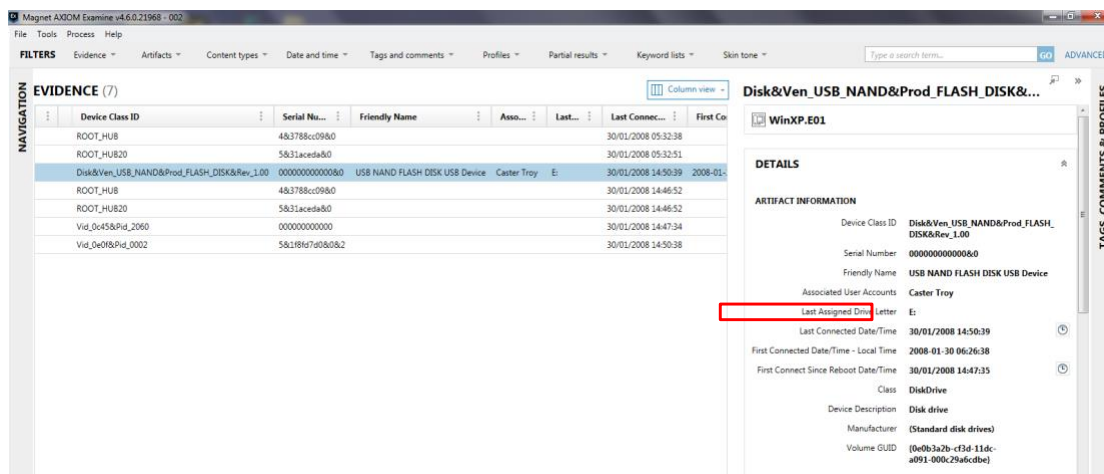 Magnet AXIOM Examine v4.6.0.21968 - 002
File Tools Process Help
FILTERS Evidence Artifacts Content types Date and time Tags and comments Profiles Partial results Keyword lists Skin tone Type a search term... GO ADVANCED
NAVIGATION
EVIDENCE (7) Column view
Device Class ID Serial Nu... Friendly Name Asso... Last... Last Connec... First Co
ROOT_HUB 4&3788cc09&0 30/01/2008 05:32:38
ROOT_HUB20 5&31aceda&0 30/01/2008 05:32:51
Disk&Ven_USB_NAND&Prod_FLASH_DISK&Rev_1.00 000000000000&0 USB NAND FLASH DISK USB Device Caster Troy E: 30/01/2008 14:50:39 2008-01-
ROOT_HUB 4&3788cc09&0 30/01/2008 14:46:52
ROOT_HUB20 5&31aceda&0 30/01/2008 14:46:52
Vid_0c45&Pid_2060 000000000000 30/01/2008 14:47:34
Vid_0e0f&Pid_0002 5&1f8fd7d0&0&2 30/01/2008 14:50:38
Disk&Ven_USB_NAND&Prod_FLASH_DISK&...
WinXP.E01
DETAILS
ARTIFACT INFORMATION
Device Class ID Disk&Ven_USB_NAND&Prod_FLASH_
DISK&Rev_1.00
Serial Number 000000000000&0
Friendly Name USB NAND FLASH DISK USB Device
Associated User Accounts Caster Troy
Last Assigned Drive Letter E:
Last Connected Date/Time 30/01/2008 14:50:39
First Connected Date/Time - Local Time 2008-01-30 06:26:38
First Connect Since Reboot Date/Time 30/01/2008 14:47:35
Class DiskDrive
Device Description Disk drive
Manufacturer (Standard disk drives)
Volume GUID {0e0b3a2b-cf3d-11dc-
a091-000c29a6cdbe}
TAGS, COMMENTS & PROFILES